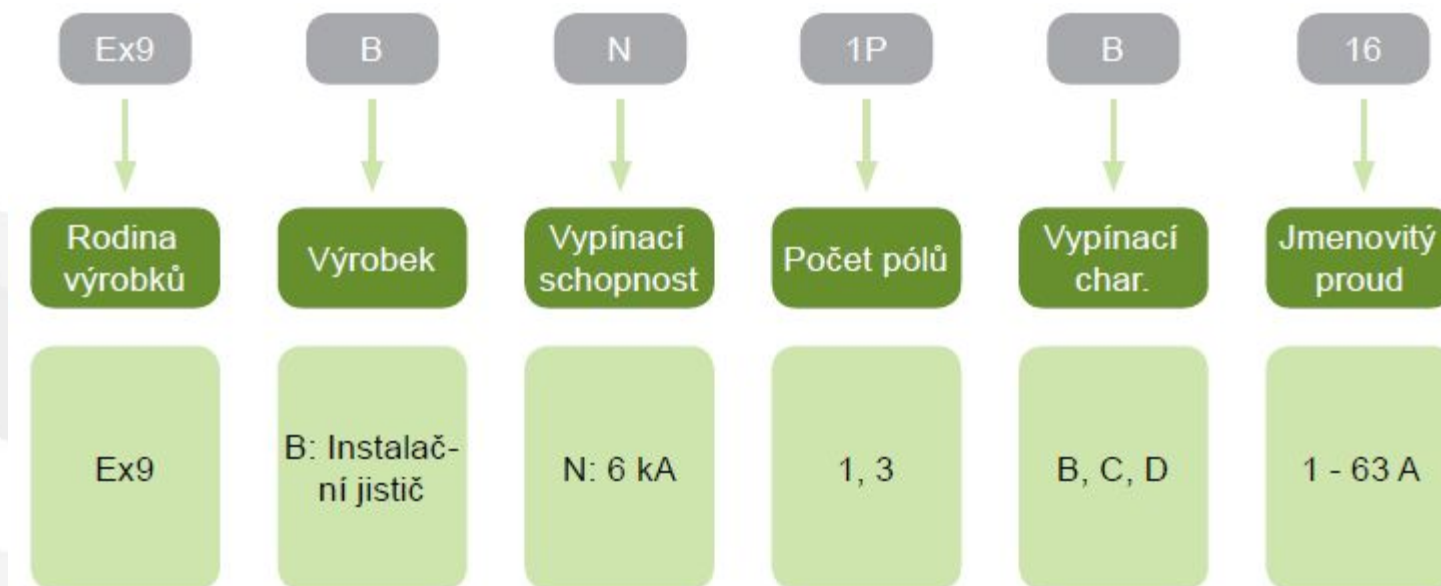 Ex9
B
N
1P
B
16
Rodina
výrobků
Výrobek
Vypínací
schopnost
Počet pólů
Vypínací
char.
Jmenovitý
proud
Ex9
B: Instalač-
ní jistič
N: 6 kA
1, 3
B, C, D
1 - 63 A